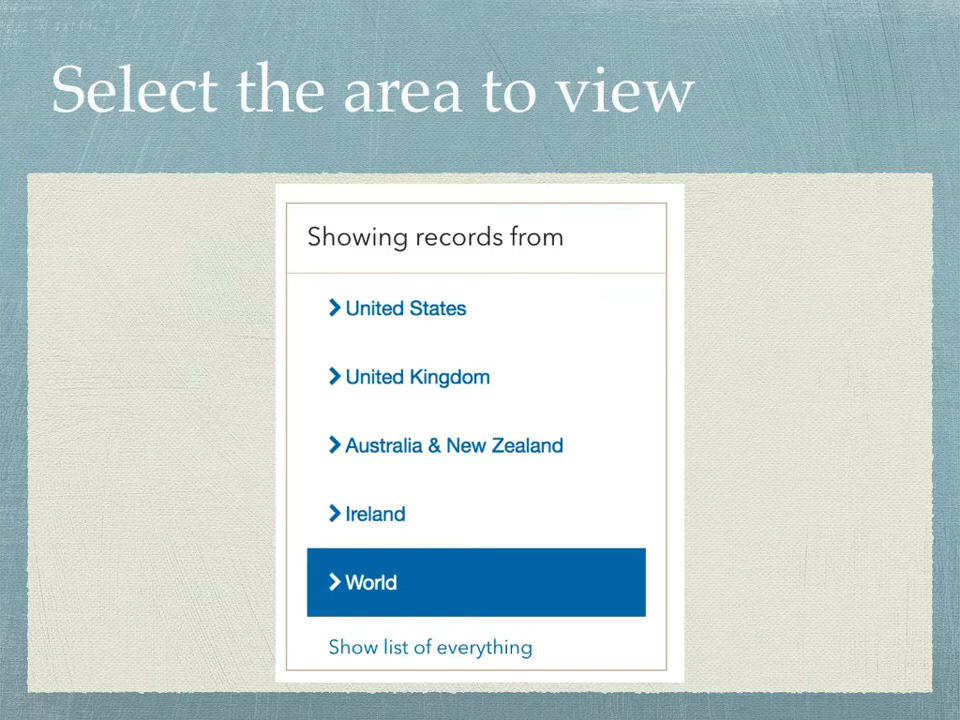 Select the area to view
Showing records from
United States
United Kingdom
Australia & New Zealand
Ireland
World
Show list of everything